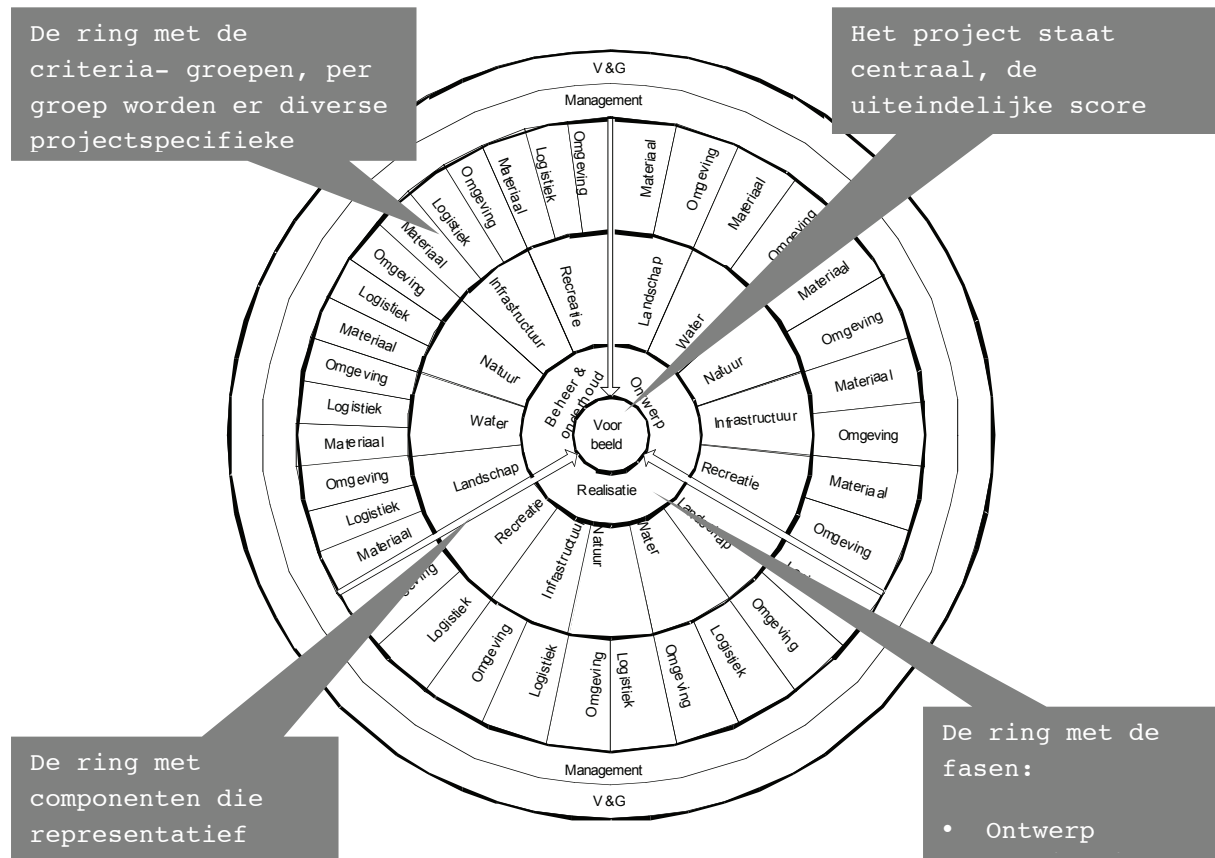 De ring met de
criteria- groepen, per
groep worden er diverse
projectspecifieke
Het project staat
centraal, de
uiteindelijke score
V&G
Management
Omgeving
Logistiek
Materiaal
Omgeving
Logistiek
Materiaal
Omgeving
Logistiek
Materiaal
Omgeving
Logistiek
Materiaal
Omgeving
Logistiek
Materiaal
Materiaal
Omgeving
Materiaal
Omgeving
Materiaal
Omgeving
Materiaal
Omgeving
Materiaal
Omgeving
Recreatie
Infrastructuur
Natuur
Water
Landschap
Landschap
Water
Natuur
Infrastructuur
Recreatie
Beheer &
onderhoud
Ontwerp
Voor
beeld
Realisatie
Recreatie
Infrastructuur
Natuur
Water
Landschap
Logistiek
Omgeving
Logistiek
Omgeving
Logistiek
Omgeving
Logistiek
Omgeving
Management
V&G
De ring met
componenten die
representatief
De ring met de
fasen:
• Ontwerp